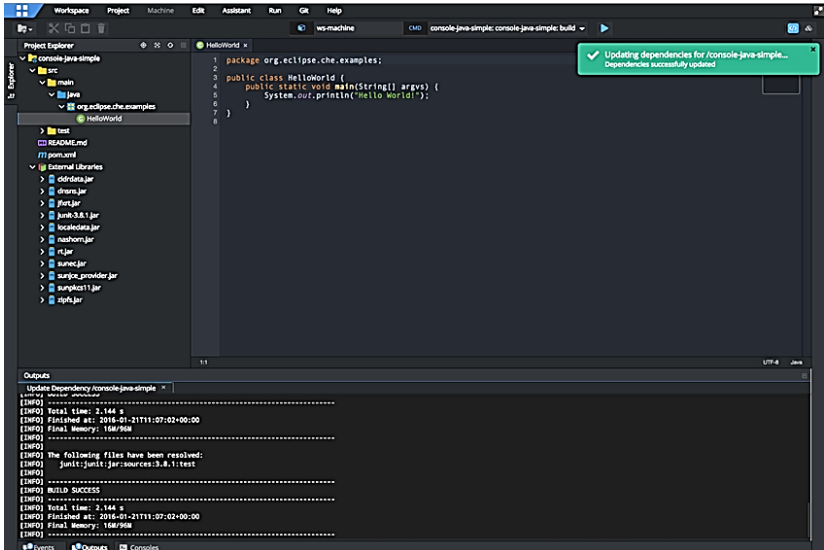 Workspace Project Machine Edit Assistant Run Git Help
ws-machine CMD console-java-simple: console-java-simple: build
Project Explorer
HelloWorld ×
Explorer
console-java-simple
src
main
java
org.eclipse.che.examples
HelloWorld
test
README.md
pom.xml
External Libraries
cldrdata.jar
dnsns.jar
jfxrt.jar
junit-3.8.1.jar
localedata.jar
nashorn.jar
rt.jar
sunec.jar
sunjce_provider.jar
sunpkcs11.jar
zipfs.jar
1 package org.eclipse.che.examples;
2
3 public class HelloWorld {
4 public static void main(String[] argvs) {
5 System.out.println("Hello World!");
6 }
7 }
8
Updating dependencies for /console-java-simple...
Dependencies successfully updated
1:1 UTF-8 Java
Outputs
Update Dependency /console-java-simple ×
[INFO] BUILD SUCCESS
[INFO] ------------------------------------------------------------------------
[INFO] Total time: 2.144 s
[INFO] Finished at: 2016-01-21T11:07:02+00:00
[INFO] Final Memory: 16M/96M
[INFO] ------------------------------------------------------------------------
[INFO]
[INFO] The following files have been resolved:
[INFO] junit:junit:jar:sources:3.8.1:test
[INFO]
[INFO] ------------------------------------------------------------------------
[INFO] BUILD SUCCESS
[INFO] ------------------------------------------------------------------------
[INFO] Total time: 2.144 s
[INFO] Finished at: 2016-01-21T11:07:02+00:00
[INFO] Final Memory: 16M/96M
[INFO] ------------------------------------------------------------------------
Events Outputs Consoles